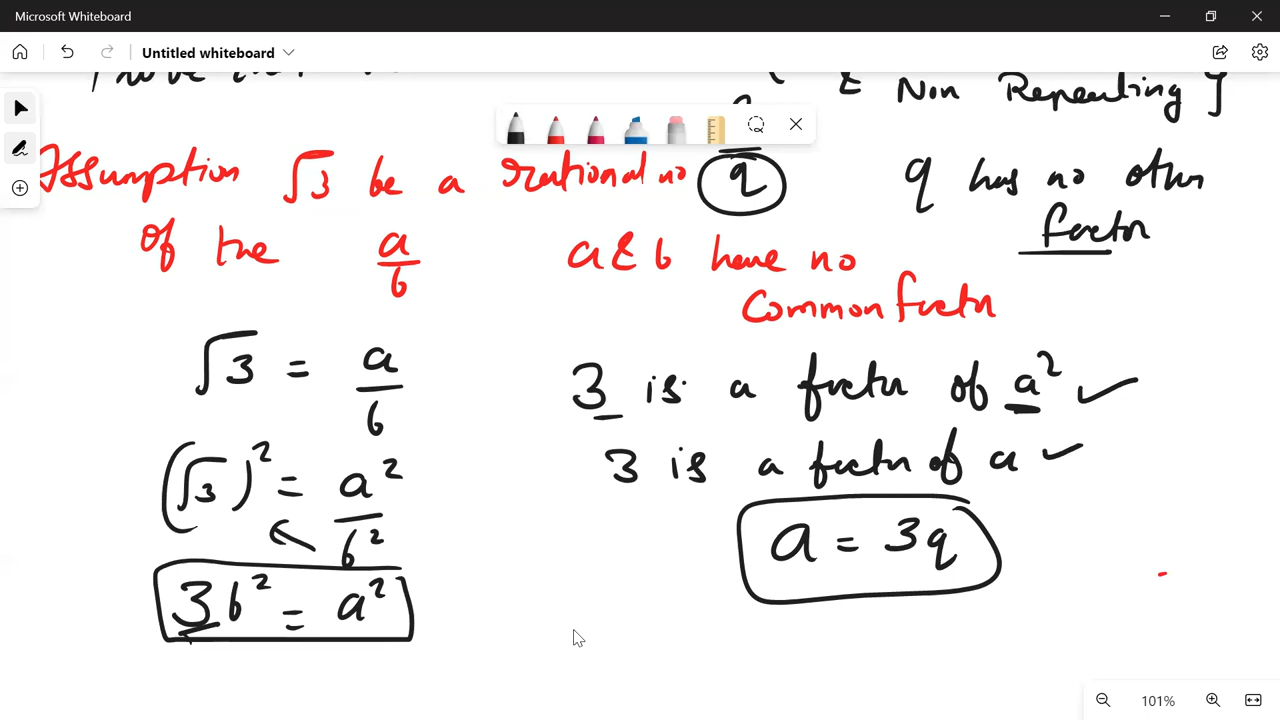 Microsoft Whiteboard
Untitled whiteboard
& Non Repeating }
Assumption √3 be a rational no
q
q has no other
factor
of the a/b
a & b have no
Common factor
√3 = a/b
3 is a factor of a² ✓
(√3)² = a²/b²
3 is a factor of a ✓
a = 3q
3b² = a²
101%